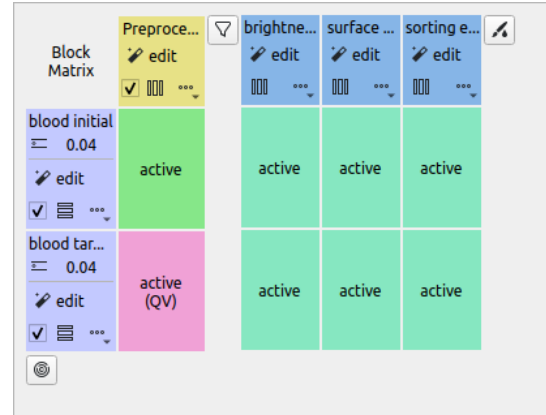 Block
Matrix
Preproce...
edit
brightne...
edit
surface ...
edit
sorting e...
edit
blood initial
0.04
edit
active
active
active
active
blood tar...
0.04
edit
active
(QV)
active
active
active